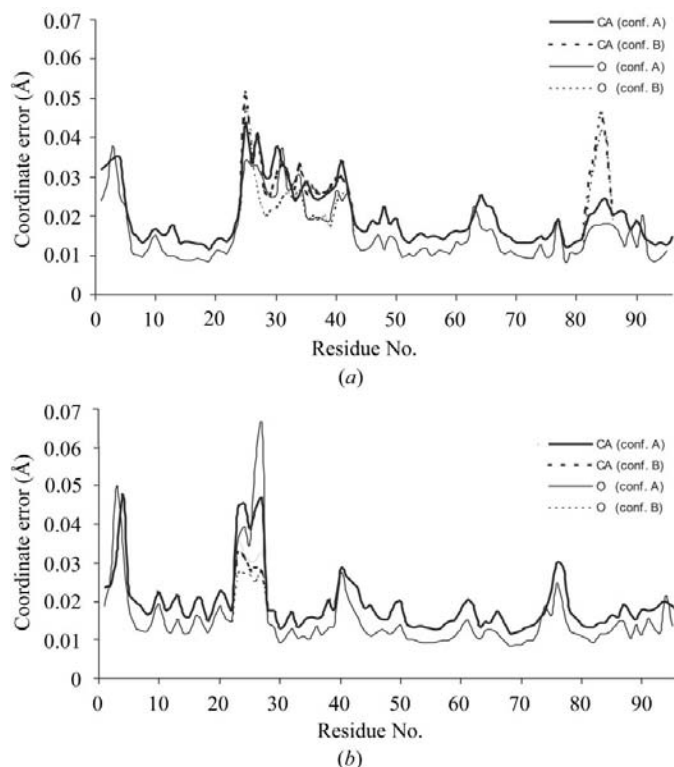 0.07
0.06
0.05
0.04
0.03
0.02
0.01
0
Coordinate error (Å)
CA (conf. A)
CA (conf. B)
O (conf. A)
O (conf. B)
0 10 20 30 40 50 60 70 80 90
Residue No.
(a)
0.07
0.06
0.05
0.04
0.03
0.02
0.01
0
Coordinate error (Å)
CA (conf. A)
CA (conf. B)
O (conf. A)
O (conf. B)
0 10 20 30 40 50 60 70 80 90
Residue No.
(b)